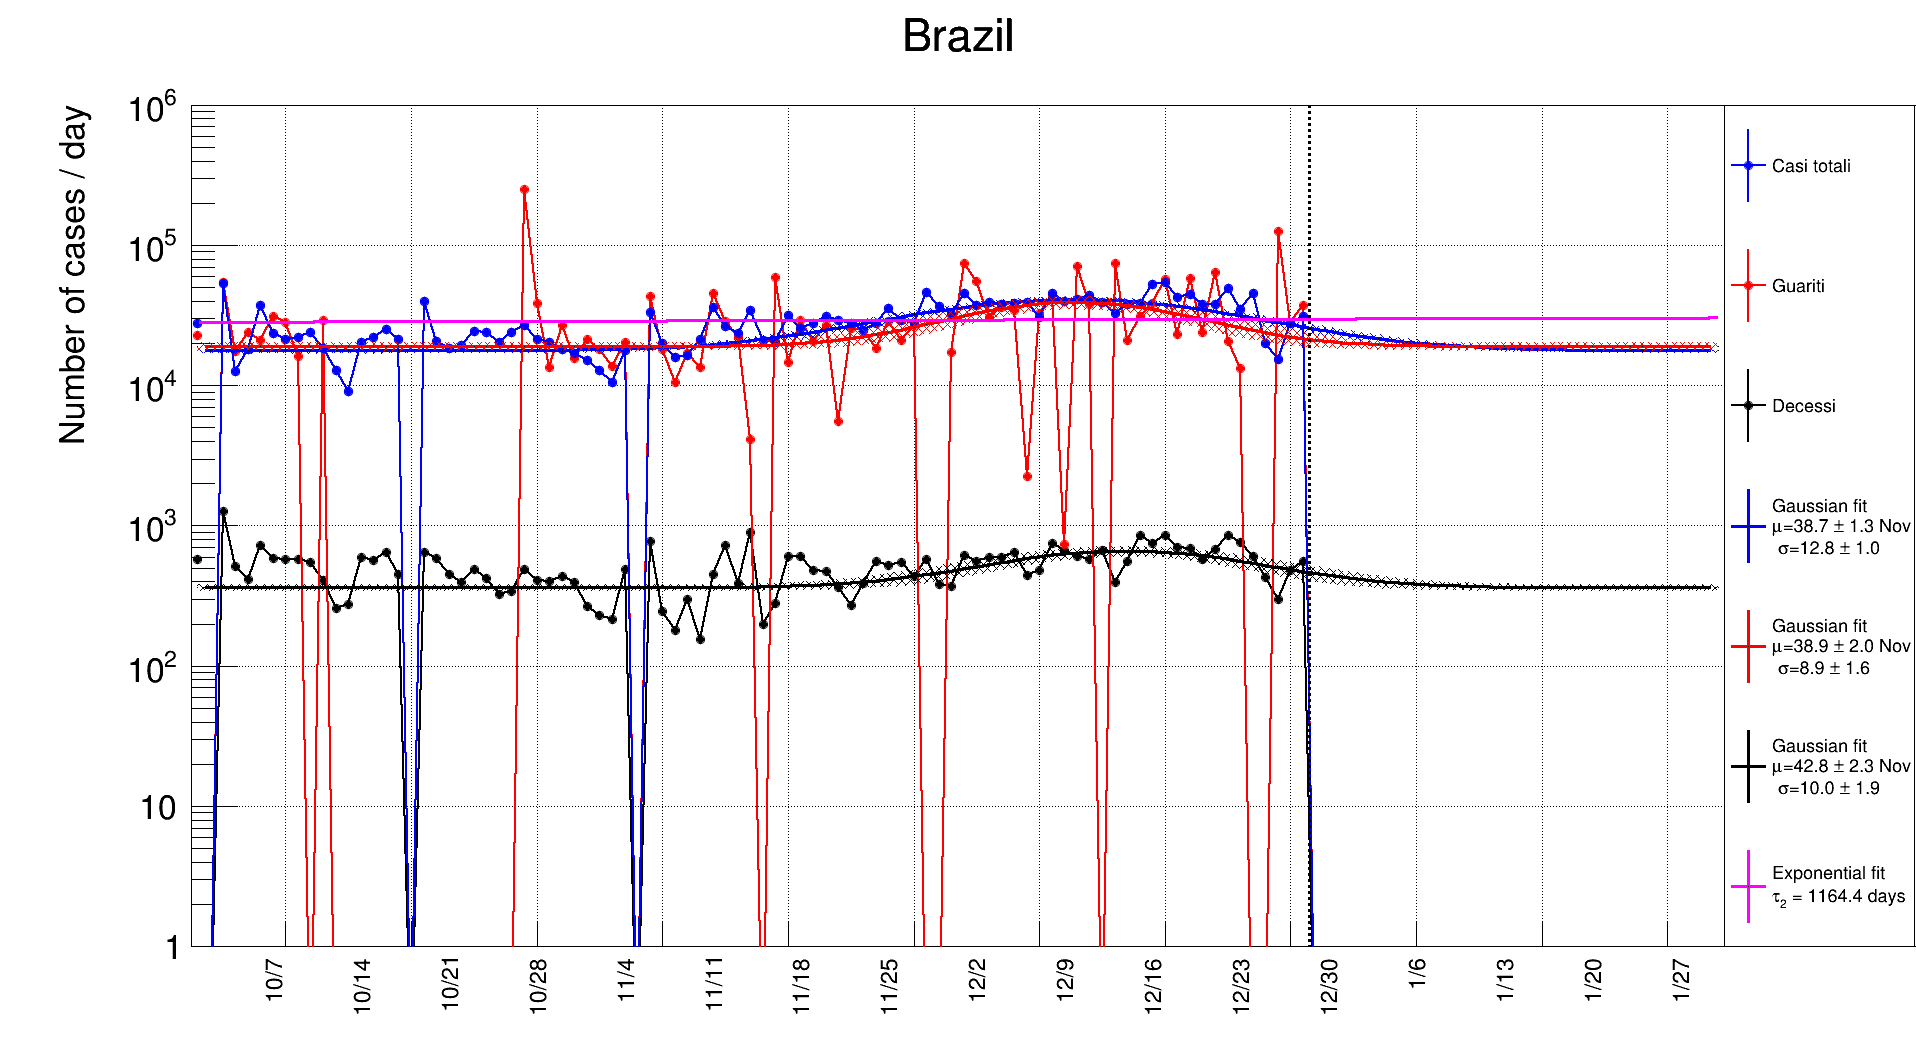 Brazil
Number of cases / day
10^6
10^5
10^4
10^3
10^2
10
1
10/7
10/14
10/21
10/28
11/4
11/11
11/18
11/25
12/2
12/9
12/16
12/23
12/30
1/6
1/13
1/20
1/27
Casi totali
Guariti
Decessi
Gaussian fit
μ=38.7 ± 1.3 Nov
σ=12.8 ± 1.0
Gaussian fit
μ=38.9 ± 2.0 Nov
σ=8.9 ± 1.6
Gaussian fit
μ=42.8 ± 2.3 Nov
σ=10.0 ± 1.9
Exponential fit
τ₂ = 1164.4 days